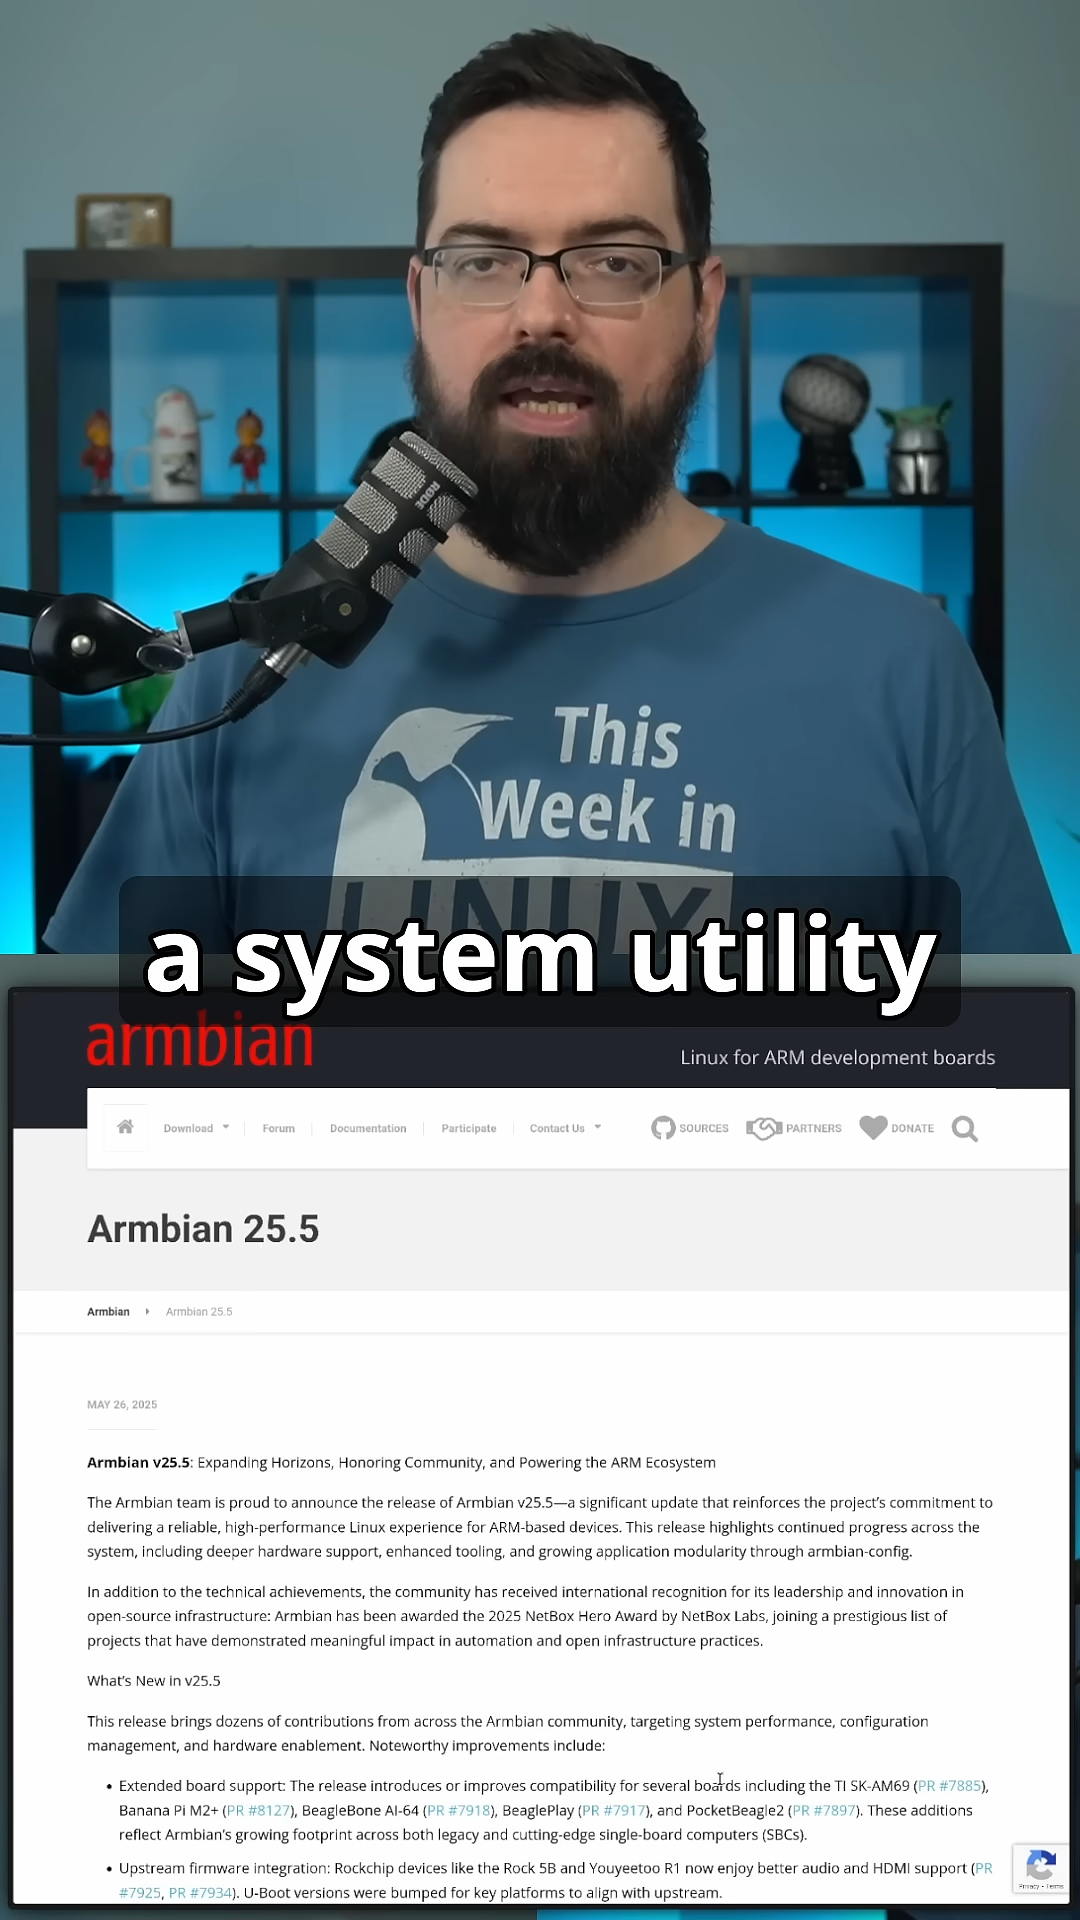 RØDE
This
Week in
LINUX
a system utility
armbian
Linux for ARM development boards
Download
Forum
Documentation
Participate
Contact Us
SOURCES
PARTNERS
DONATE
Armbian 25.5
Armbian
Armbian 25.5
MAY 26, 2025
Armbian v25.5: Expanding Horizons, Honoring Community, and Powering the ARM Ecosystem
The Armbian team is proud to announce the release of Armbian v25.5—a significant update that reinforces the project's commitment to
delivering a reliable, high-performance Linux experience for ARM-based devices. This release highlights continued progress across the
system, including deeper hardware support, enhanced tooling, and growing application modularity through armbian-config.
In addition to the technical achievements, the community has received international recognition for its leadership and innovation in
open-source infrastructure: Armbian has been awarded the 2025 NetBox Hero Award by NetBox Labs, joining a prestigious list of
projects that have demonstrated meaningful impact in automation and open infrastructure practices.
What's New in v25.5
This release brings dozens of contributions from across the Armbian community, targeting system performance, configuration
management, and hardware enablement. Noteworthy improvements include:
• Extended board support: The release introduces or improves compatibility for several boards including the TI SK-AM69 (PR #7885),
Banana Pi M2+ (PR #8127), BeagleBone AI-64 (PR #7918), BeaglePlay (PR #7917), and PocketBeagle2 (PR #7897). These additions
reflect Armbian's growing footprint across both legacy and cutting-edge single-board computers (SBCs).
• Upstream firmware integration: Rockchip devices like the Rock 5B and Youyeetoo R1 now enjoy better audio and HDMI support (PR
#7925, PR #7934). U-Boot versions were bumped for key platforms to align with upstream.
Privacy - Terms